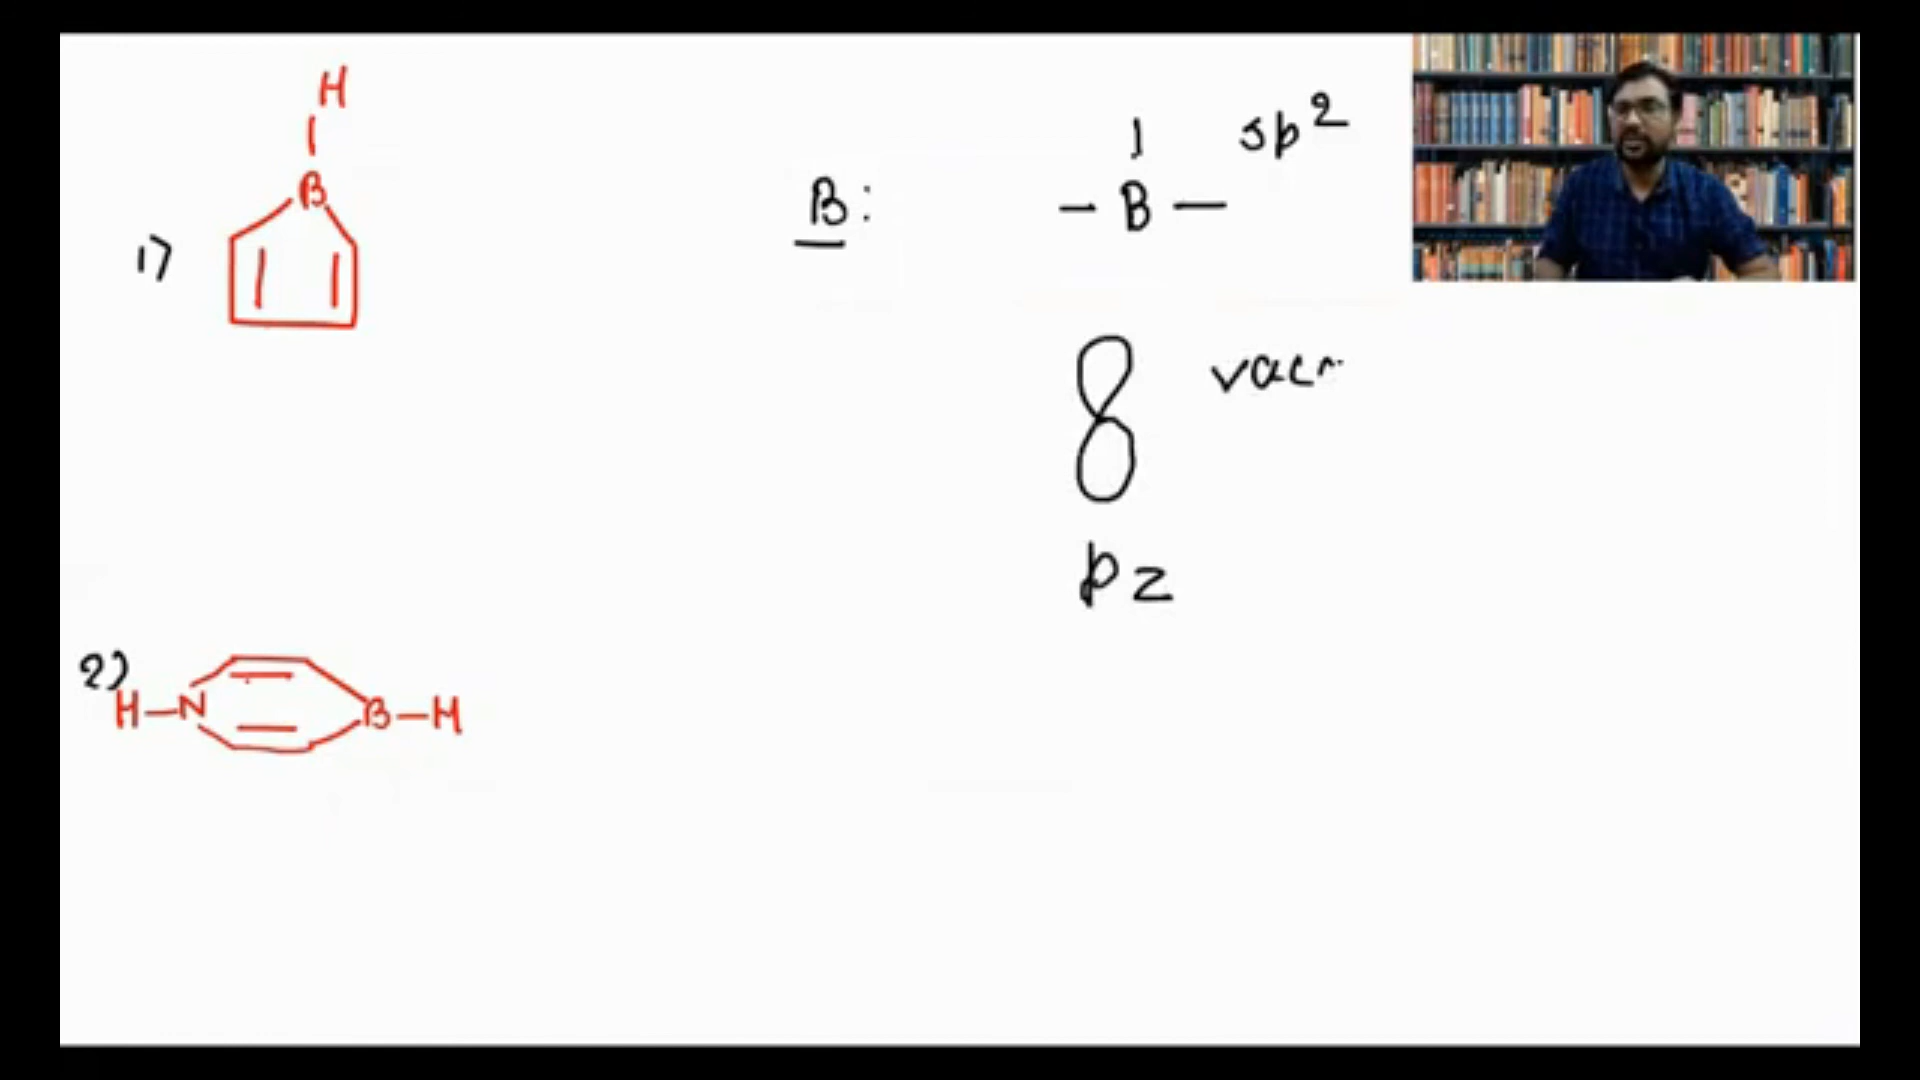 H
|
B
1)
B:
|
- B - sp²
vac
pz
2)
H-N B-H